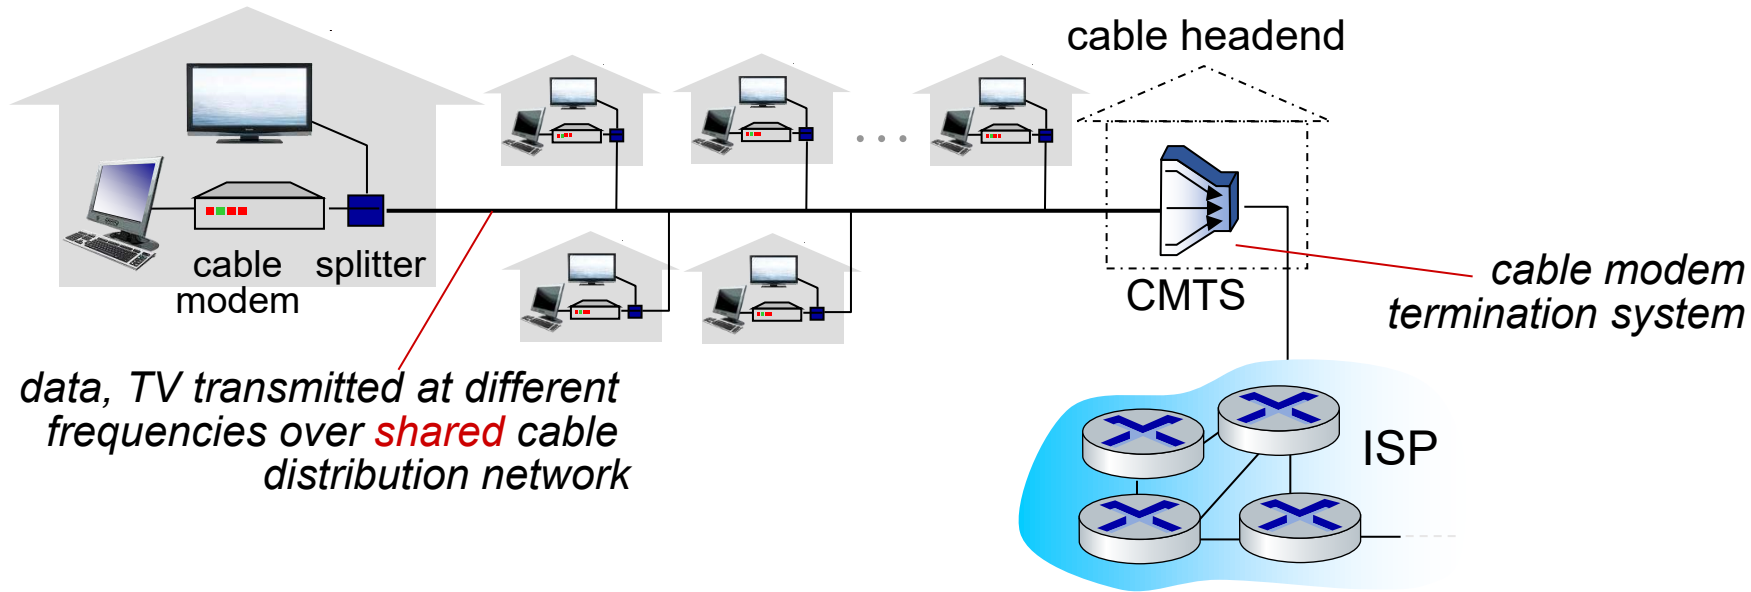 cable headend
cable
modem
splitter
CMTS
cable modem
termination system
data, TV transmitted at different
frequencies over shared cable
distribution network
ISP